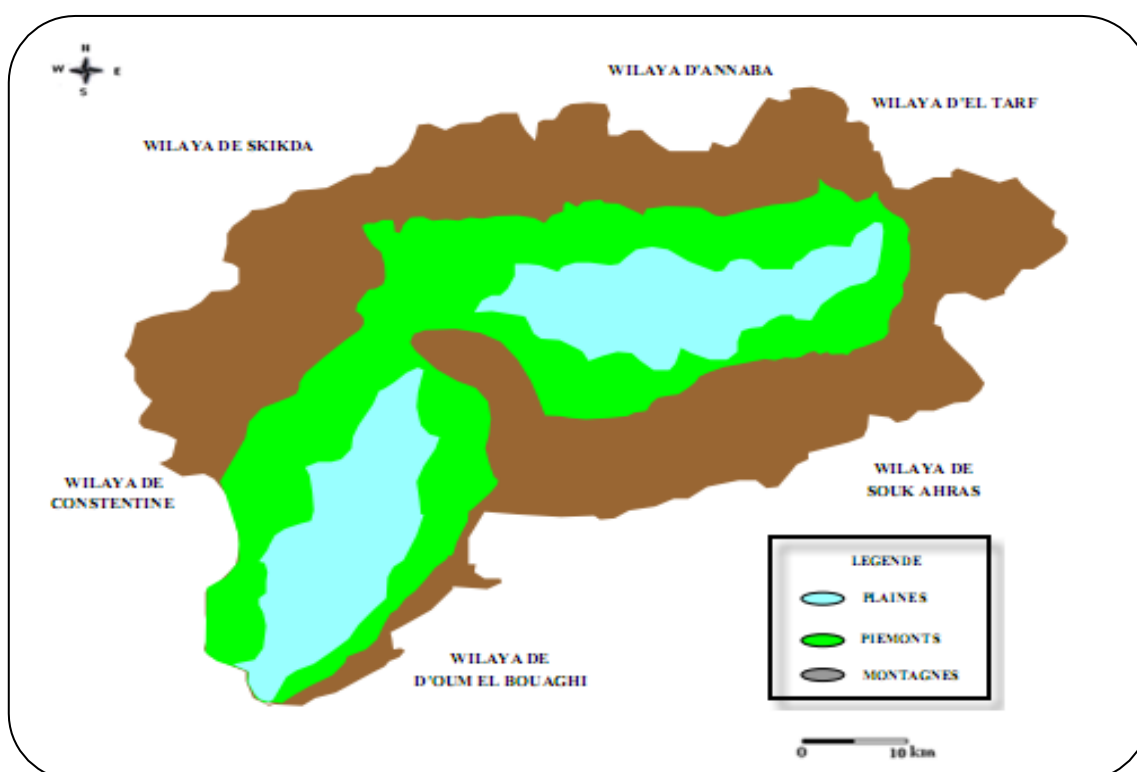 N
W E
S
WILAYA D'ANNABA
WILAYA D'EL TARF
WILAYA DE SKIKDA
WILAYA DE
CONSTENTINE
WILAYA DE
SOUK AHRAS
WILAYA DE
D'OUM EL BOUAGHI
LEGENDE
PLAINES
PIEMONTS
MONTAGNES
0 10 km